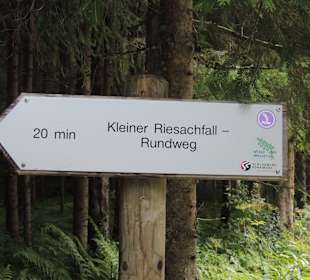 20 min
Kleiner Riesachfall –
Rundweg